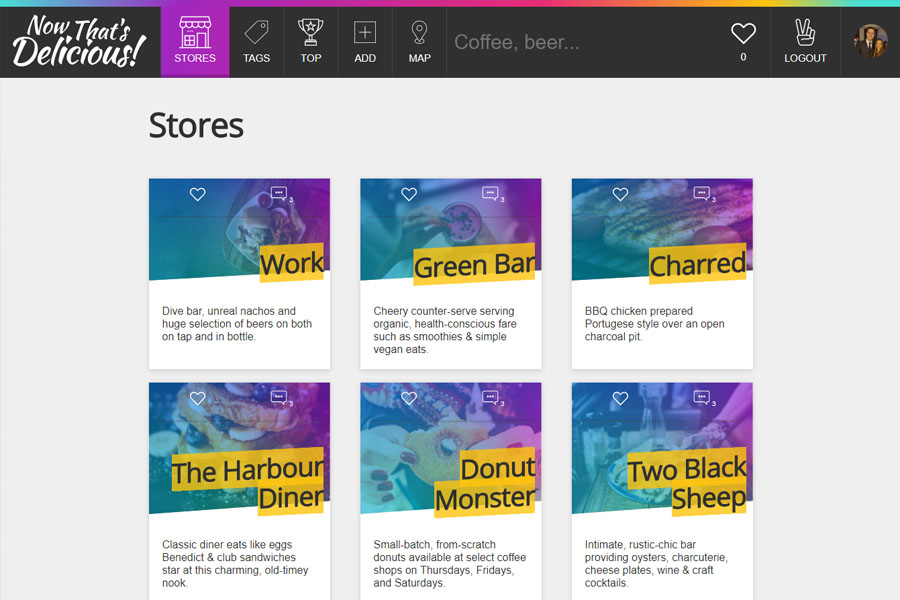 Now That's
Delicious!
STORES
TAGS
TOP
ADD
MAP
Coffee, beer...
0
LOGOUT
Stores
3
Work
Dive bar, unreal nachos and
huge selection of beers on both
on tap and in bottle.
3
Green Bar
Cheery counter-serve serving
organic, health-conscious fare
such as smoothies & simple
vegan eats.
3
Charred
BBQ chicken prepared
Portugese style over an open
charcoal pit.
3
The Harbour
Diner
Classic diner eats like eggs
Benedict & club sandwiches
star at this charming, old-timey
nook.
3
Donut
Monster
Small-batch, from-scratch
donuts available at select coffee
shops on Thursdays, Fridays,
and Saturdays.
3
Two Black
Sheep
Intimate, rustic-chic bar
providing oysters, charcuterie,
cheese plates, wine & craft
cocktails.